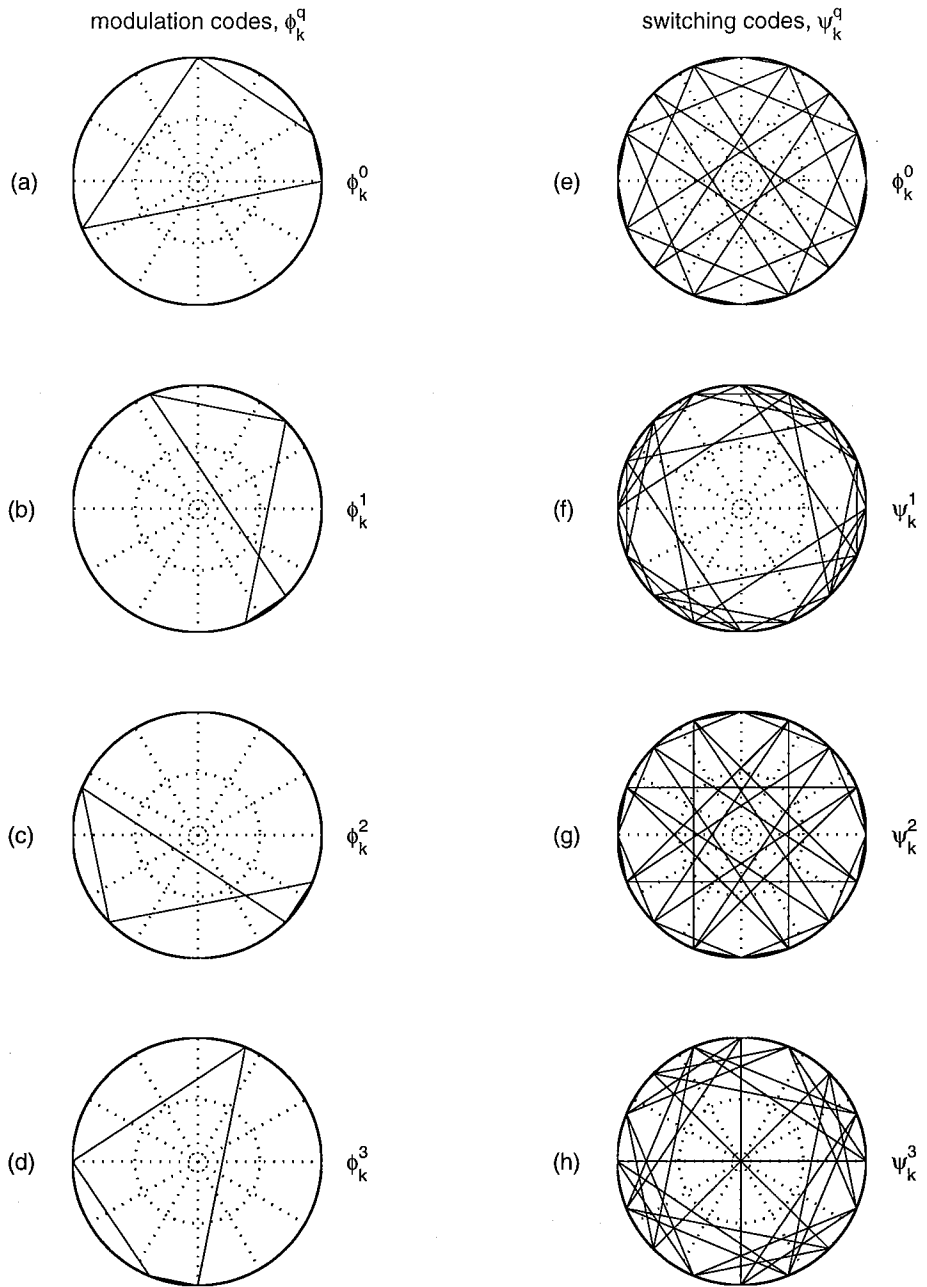 modulation codes, ϕ_k^q switching codes, ψ_k^q
(a) ϕ_k^0 (e) ϕ_k^0
(b) ϕ_k^1 (f) ψ_k^1
(c) ϕ_k^2 (g) ψ_k^2
(d) ϕ_k^3 (h) ψ_k^3